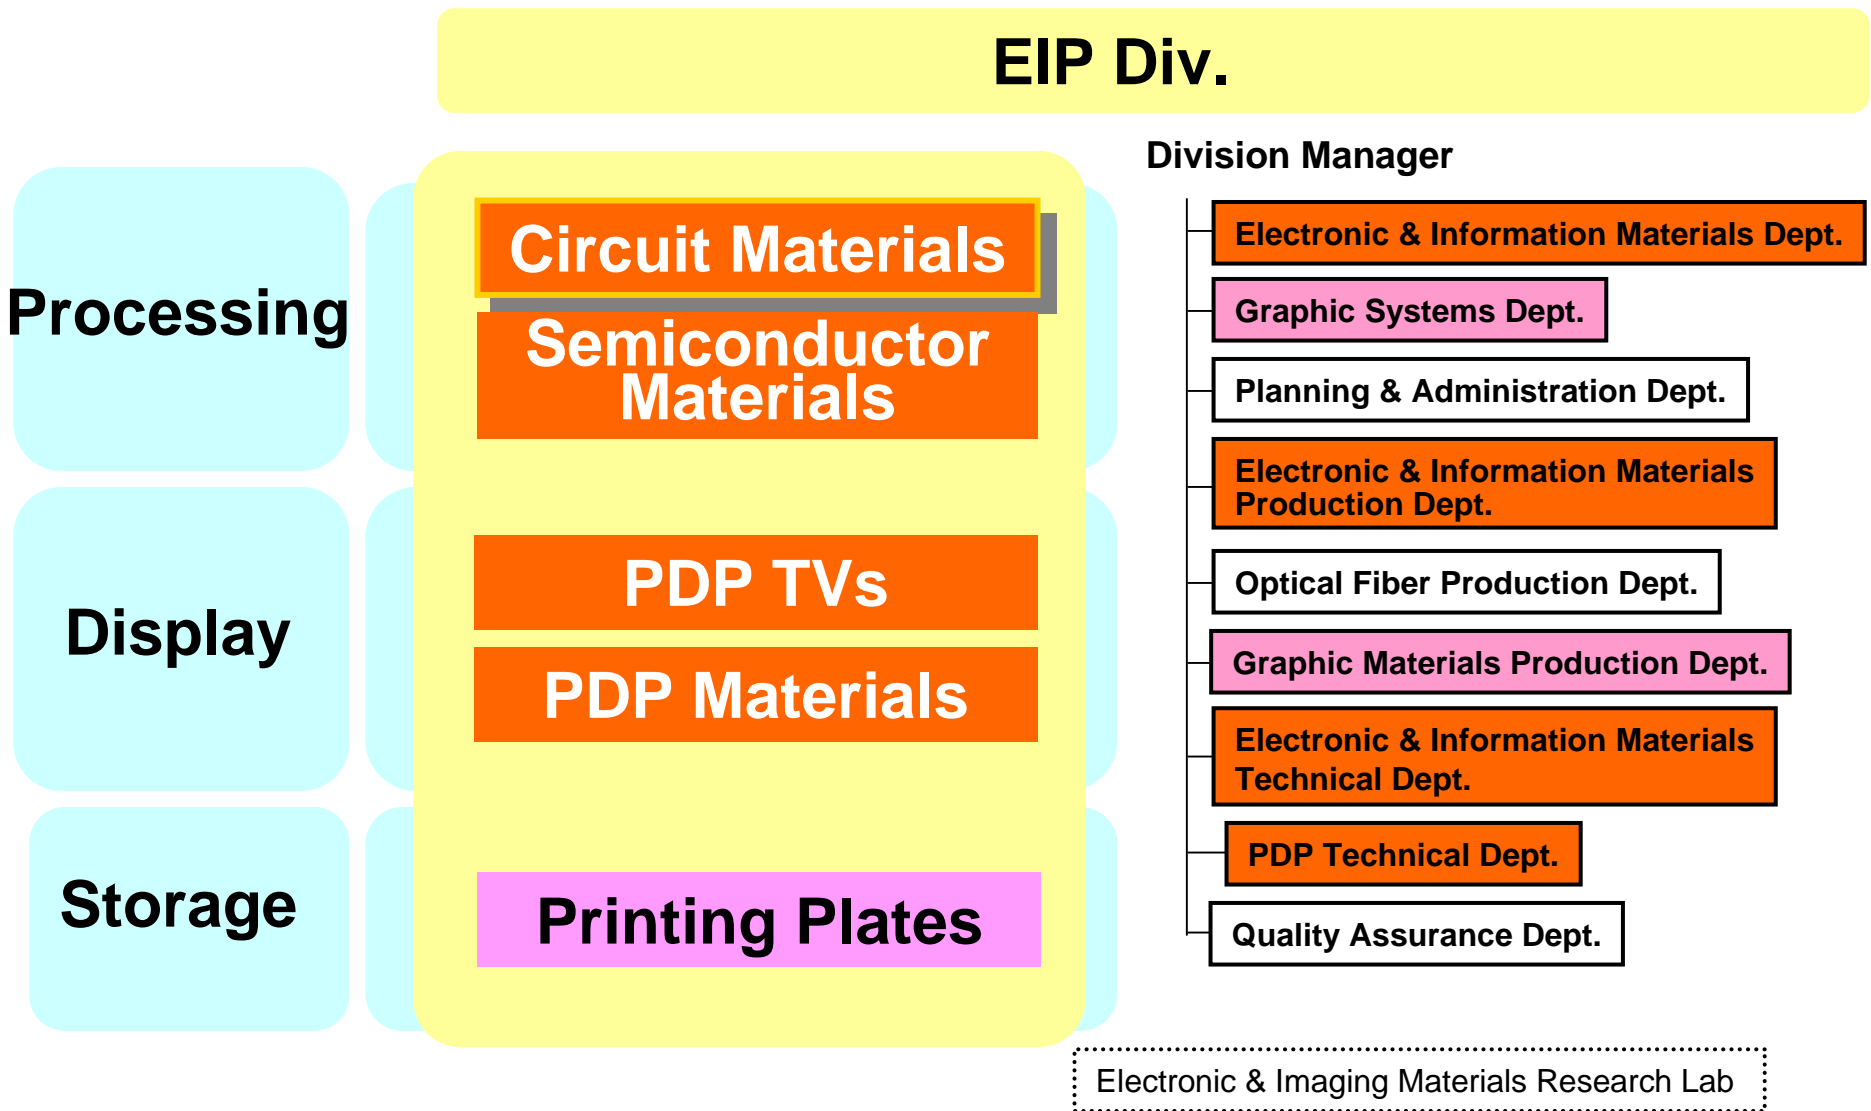 EIP Div.
Division Manager
Processing
Circuit Materials
Semiconductor
Materials
Display
PDP TVs
PDP Materials
Storage
Printing Plates
Electronic & Information Materials Dept.
Graphic Systems Dept.
Planning & Administration Dept.
Electronic & Information Materials
Production Dept.
Optical Fiber Production Dept.
Graphic Materials Production Dept.
Electronic & Information Materials
Technical Dept.
PDP Technical Dept.
Quality Assurance Dept.
Electronic & Imaging Materials Research Lab